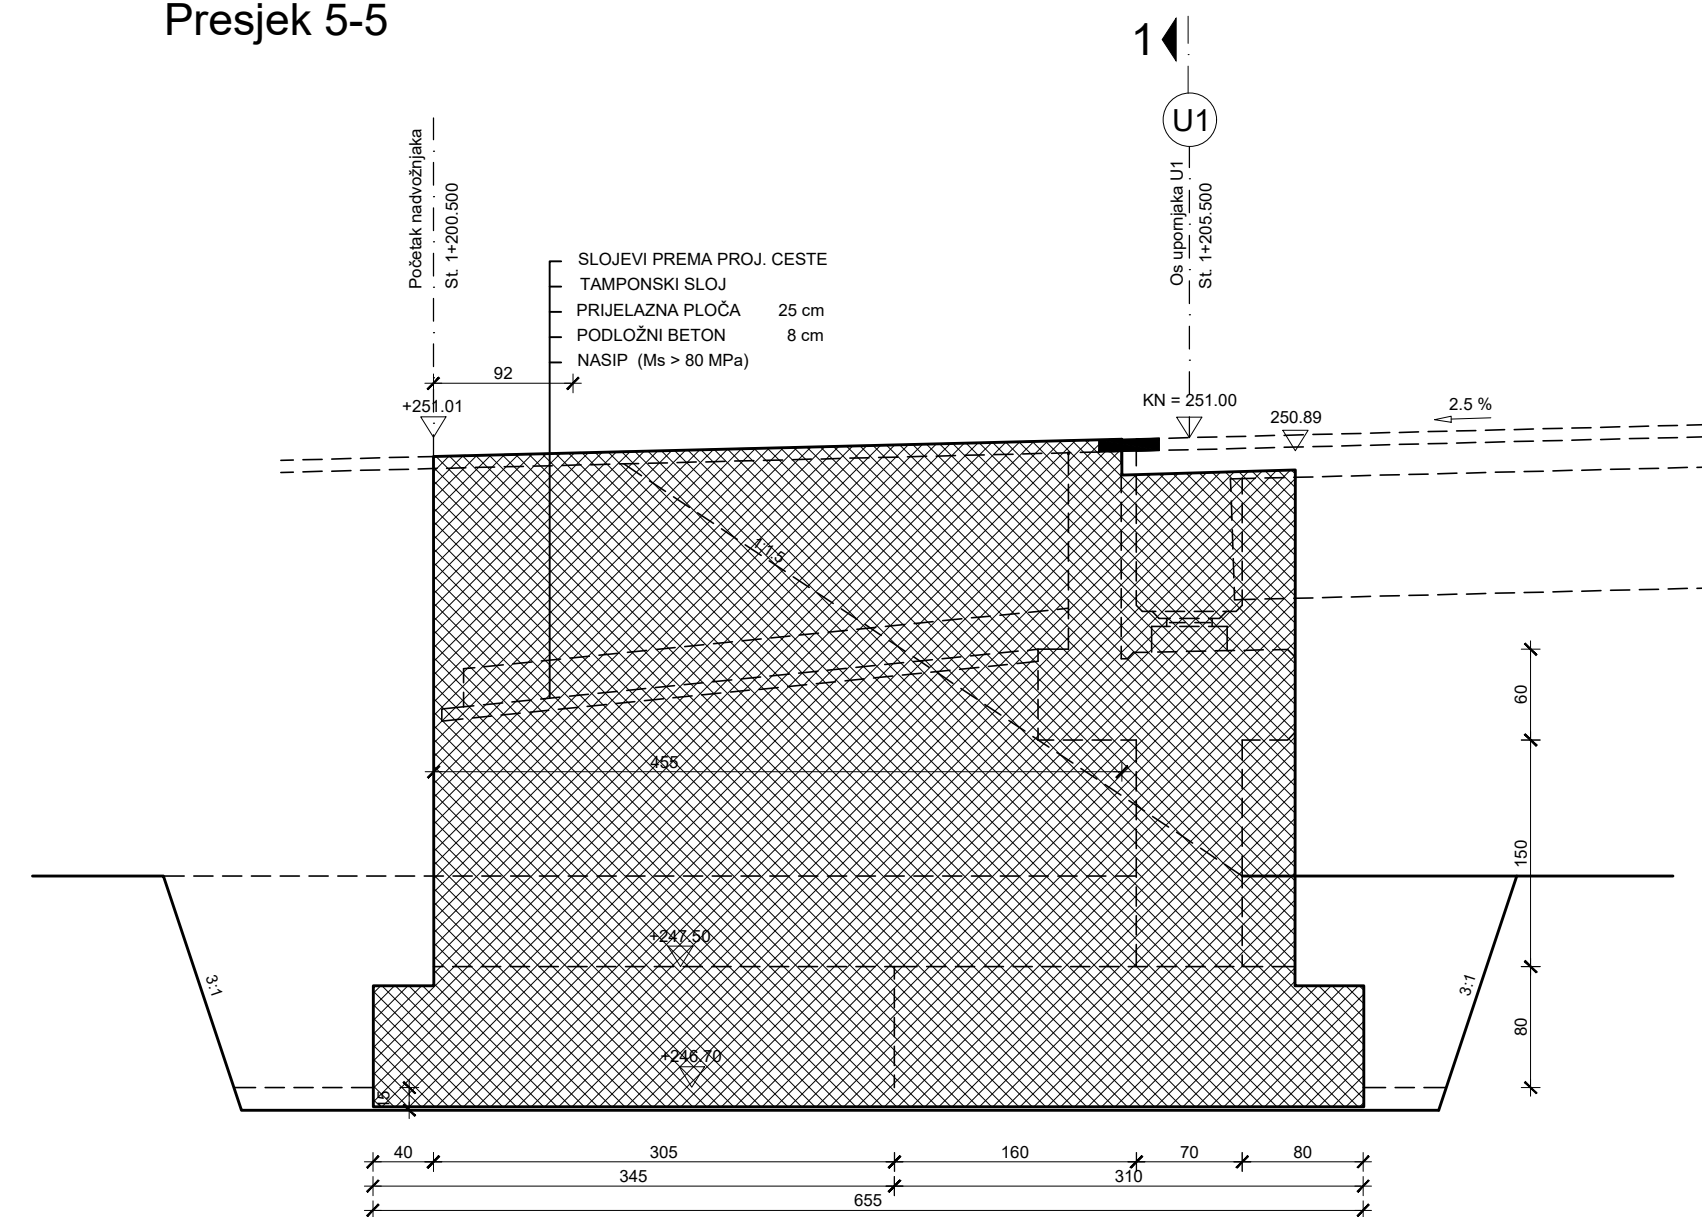 Presjek 5-5
1
U1
Početak nadvožnjaka
St. 1+200.500
Os upornjaka U1
St. 1+205.500
SLOJEVI PREMA PROJ. CESTE
TAMPONSKI SLOJ
PRIJELAZNA PLOČA 25 cm
PODLOŽNI BETON 8 cm
NASIP (Ms > 80 MPa)
92
+251.01
KN = 251.00
250.89
2.5 %
1:1.5
60
455
150
+247.50
3:1
3:1
80
+246.70
15
40 305 160 70 80
345 310
655